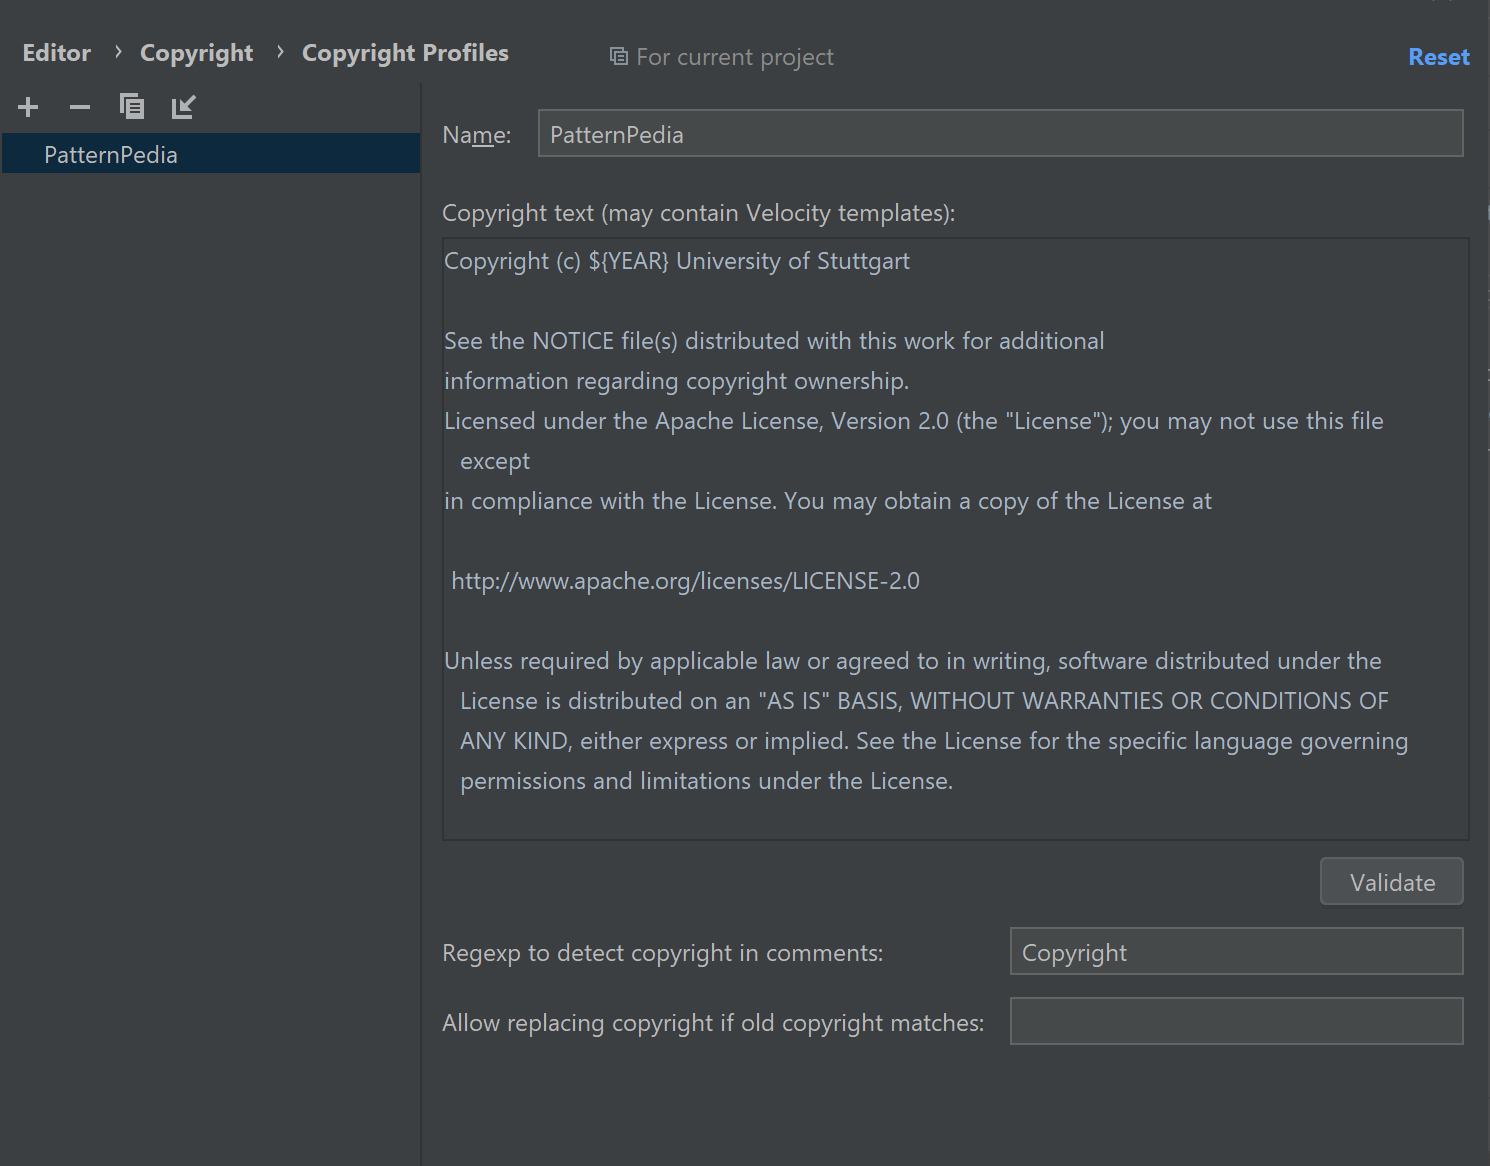 Editor › Copyright › Copyright Profiles
For current project
Reset
PatternPedia
Name:
PatternPedia
Copyright text (may contain Velocity templates):
Copyright (c) ${YEAR} University of Stuttgart
See the NOTICE file(s) distributed with this work for additional
information regarding copyright ownership.
Licensed under the Apache License, Version 2.0 (the "License"); you may not use this file
except
in compliance with the License. You may obtain a copy of the License at
http://www.apache.org/licenses/LICENSE-2.0
Unless required by applicable law or agreed to in writing, software distributed under the
License is distributed on an "AS IS" BASIS, WITHOUT WARRANTIES OR CONDITIONS OF
ANY KIND, either express or implied. See the License for the specific language governing
permissions and limitations under the License.
Validate
Regexp to detect copyright in comments:
Copyright
Allow replacing copyright if old copyright matches: